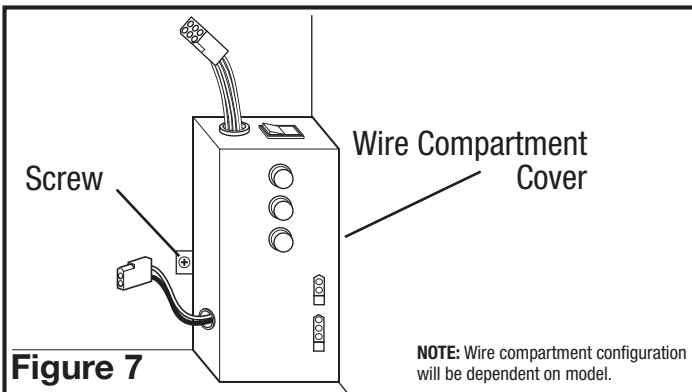 Wire Compartment
Cover
Screw
Figure 7
NOTE: Wire compartment configuration
will be dependent on model.